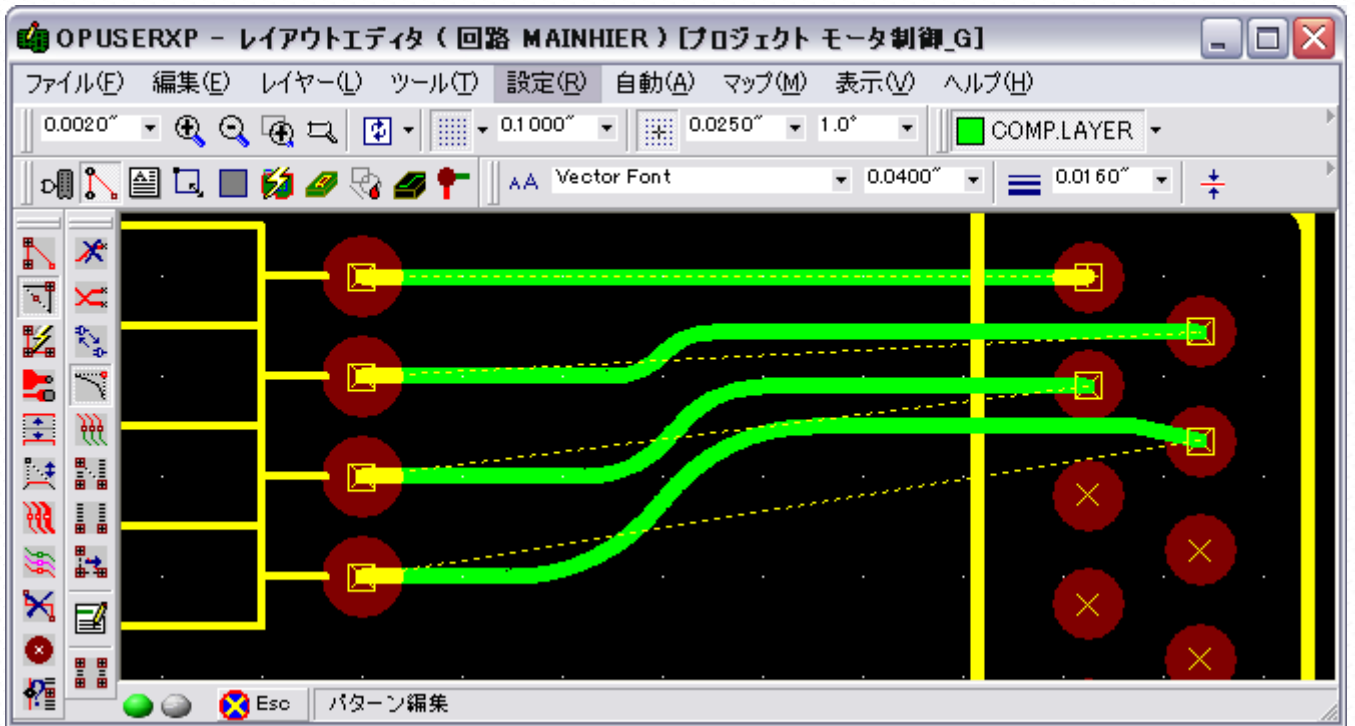 OPUSERXP - レイアウトエディタ ( 回路 MAINHIER ) [プロジェクト モータ制御_G]
ファイル(F) 編集(E) レイヤー(L) ツール(T) 設定(R) 自動(A) マップ(M) 表示(V) ヘルプ(H)
0.0020″ 0.1000″ 0.0250″ 1.0° COMP.LAYER
AA Vector Font 0.0400″ 0.0160″
Esc パターン編集